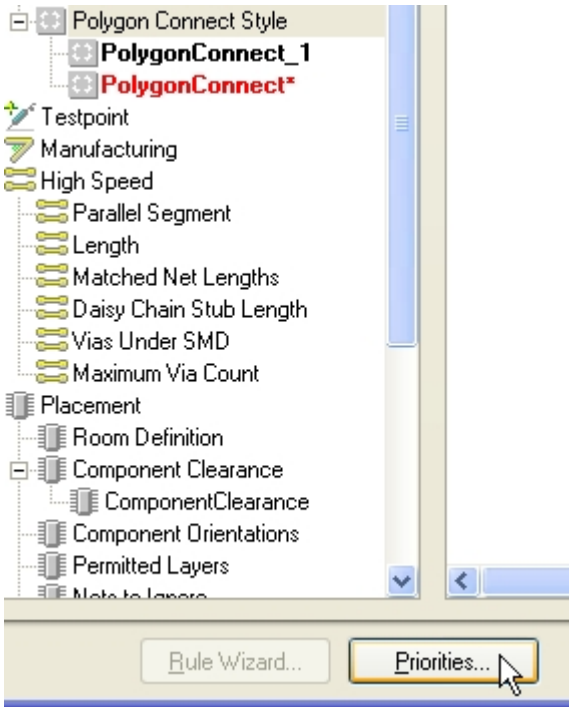 Polygon Connect Style
PolygonConnect_1
PolygonConnect*
Testpoint
Manufacturing
High Speed
Parallel Segment
Length
Matched Net Lengths
Daisy Chain Stub Length
Vias Under SMD
Maximum Via Count
Placement
Room Definition
Component Clearance
ComponentClearance
Component Orientations
Permitted Layers
Rule Wizard...
Priorities...